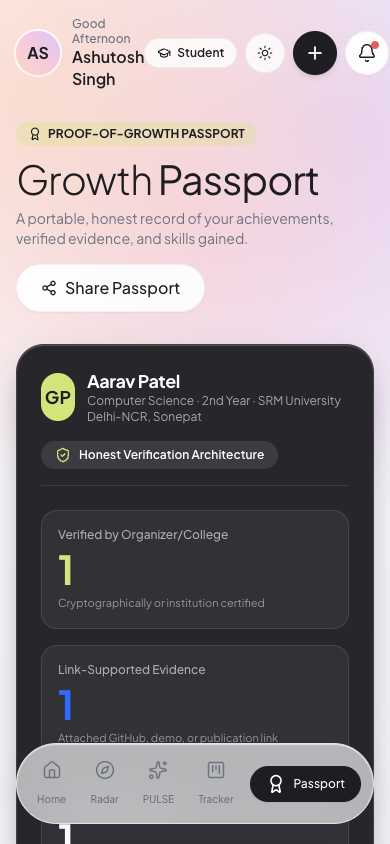 Good
Afternoon
AS
Ashutosh
Singh
Student
PROOF-OF-GROWTH PASSPORT
Growth Passport
A portable, honest record of your achievements,
verified evidence, and skills gained.
Share Passport
GP
Aarav Patel
Computer Science · 2nd Year · SRM University
Delhi-NCR, Sonepat
Honest Verification Architecture
Verified by Organizer/College
1
Cryptographically or institution certified
Link-Supported Evidence
1
Attached GitHub, demo, or publication link
Home
Radar
PULSE
Tracker
Passport
1